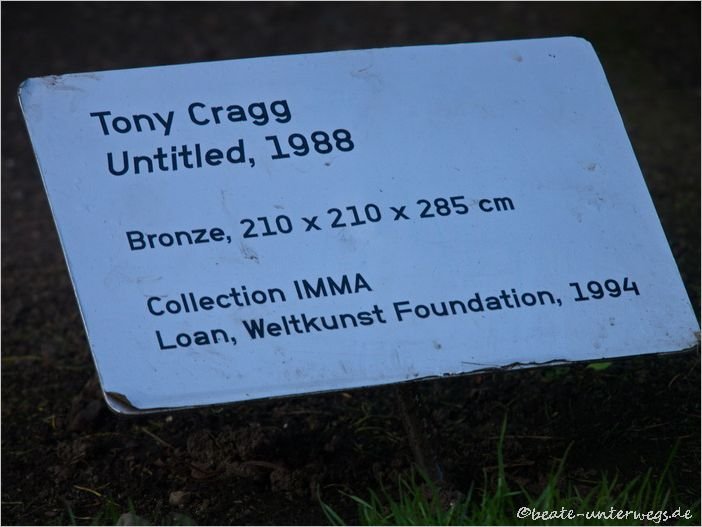 Tony Cragg
Untitled, 1988
Bronze, 210 x 210 x 285 cm
Collection IMMA
Loan, Weltkunst Foundation, 1994
©beate-unterwegs.de